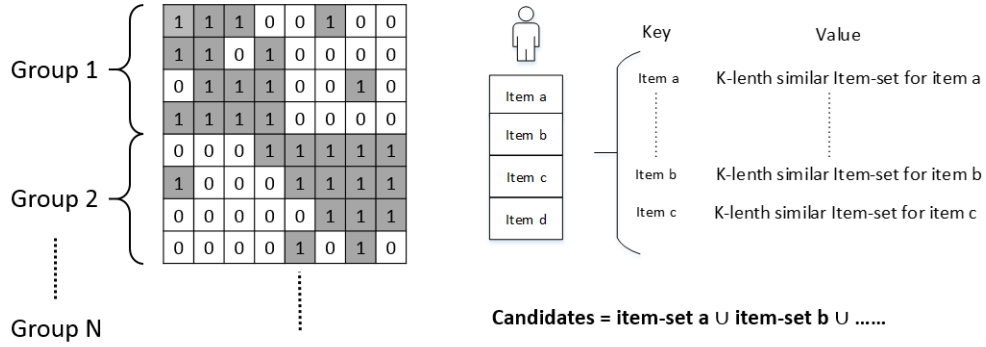 1 1 1 0 0 1 0 0
1 1 0 1 0 0 0 0
Group 1
0 1 1 1 0 0 1 0
1 1 1 1 0 0 0 0
0 0 0 1 1 1 1 1
1 0 0 0 1 1 1 1
Group 2
0 0 0 0 0 1 1 1
0 0 0 0 1 0 1 0
Group N
Item a
Item b
Item c
Item d
Key Value
Item a K-lenth similar Item-set for item a
Item b K-lenth similar Item-set for item b
Item c K-lenth similar Item-set for item c
Candidates = item-set a ∪ item-set b ∪ ......